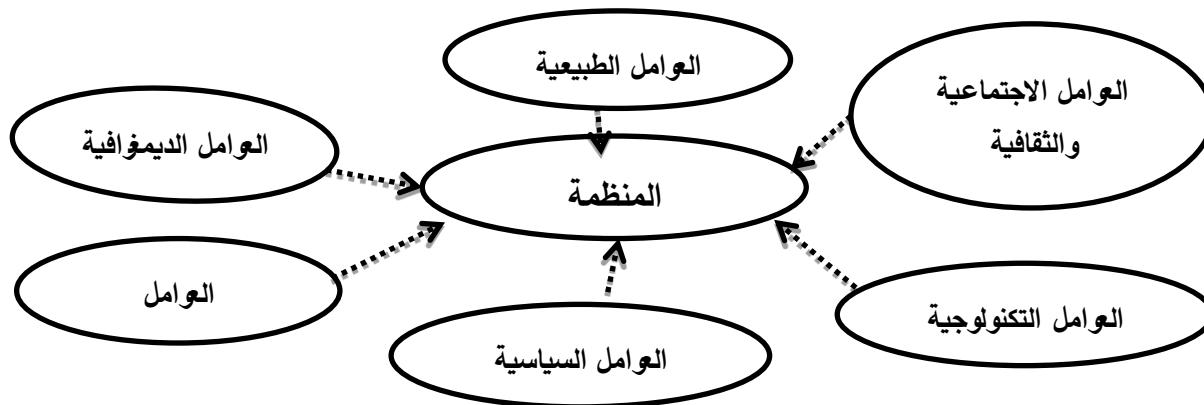 العوامل الطبيعية
العوامل الاجتماعية
والثقافية
العوامل الديمغرافية
المنظمة
العوامل
العوامل التكنولوجية
العوامل السياسية